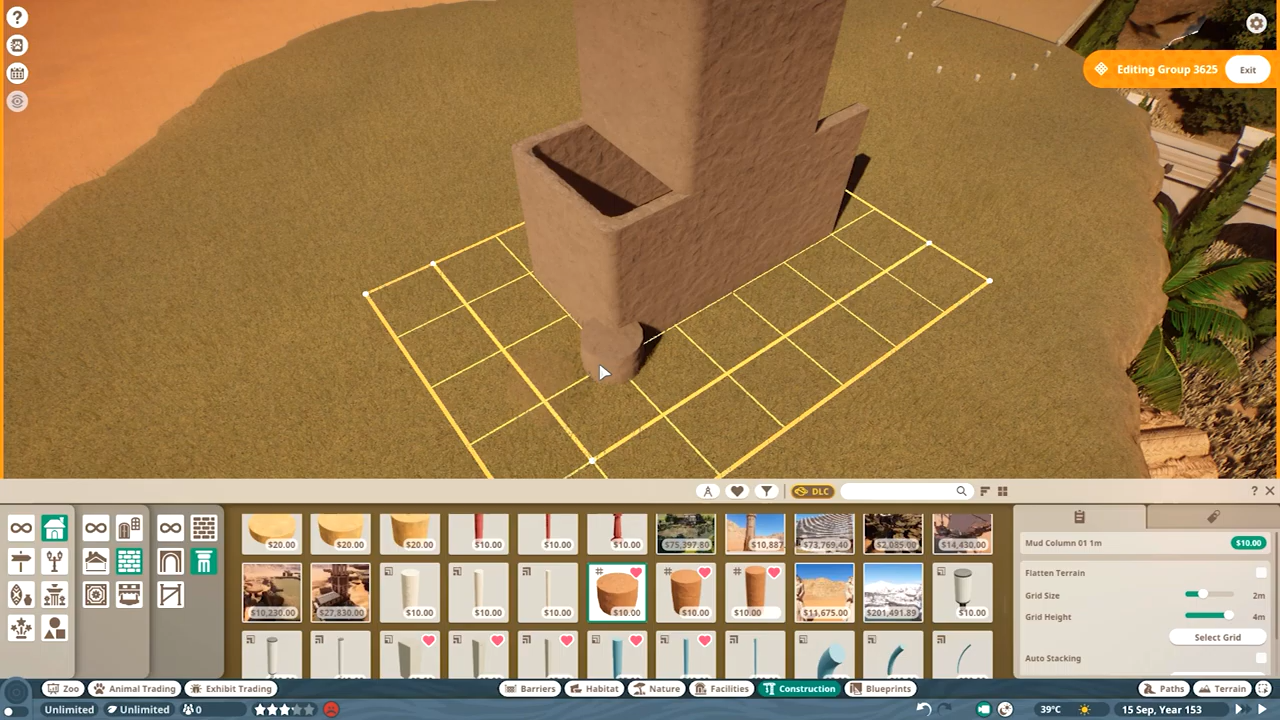 ?
Editing Group 3625
Exit
DLC
? ×
$20.00 $20.00 $20.00 $10.00 $10.00 $10.00 $75,397.80 $10,887 $73,769.40 $2,085.00 $14,430.00
$10,230.00 $27,830.00 $10.00 $10.00 $10.00 $10.00 $10.00 $10.00 $11,675.00 $201,491.89 $10.00
Mud Column 01 1m $10.00
Flatten Terrain
Grid Size 2m
Grid Height 4m
Select Grid
Auto Stacking
Zoo Animal Trading Exhibit Trading Barriers Habitat Nature Facilities Construction Blueprints Paths Terrain
Unlimited Unlimited 0 39°C 15 Sep, Year 153